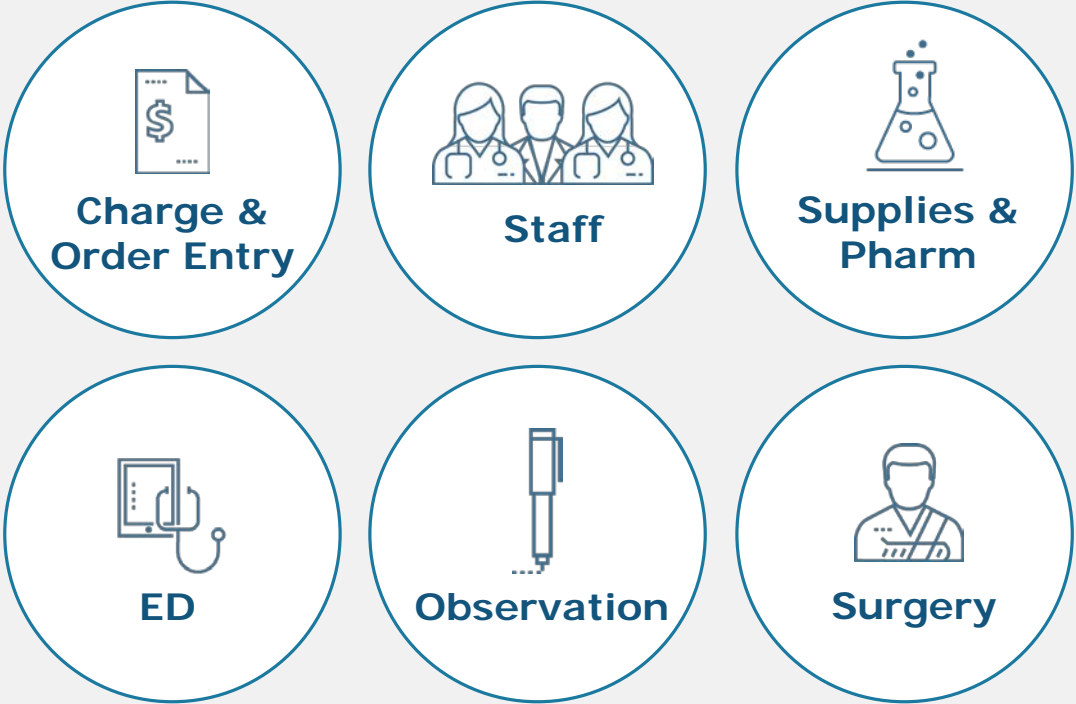 Charge &
Order Entry
Staff
Supplies &
Pharm
ED
Observation
Surgery